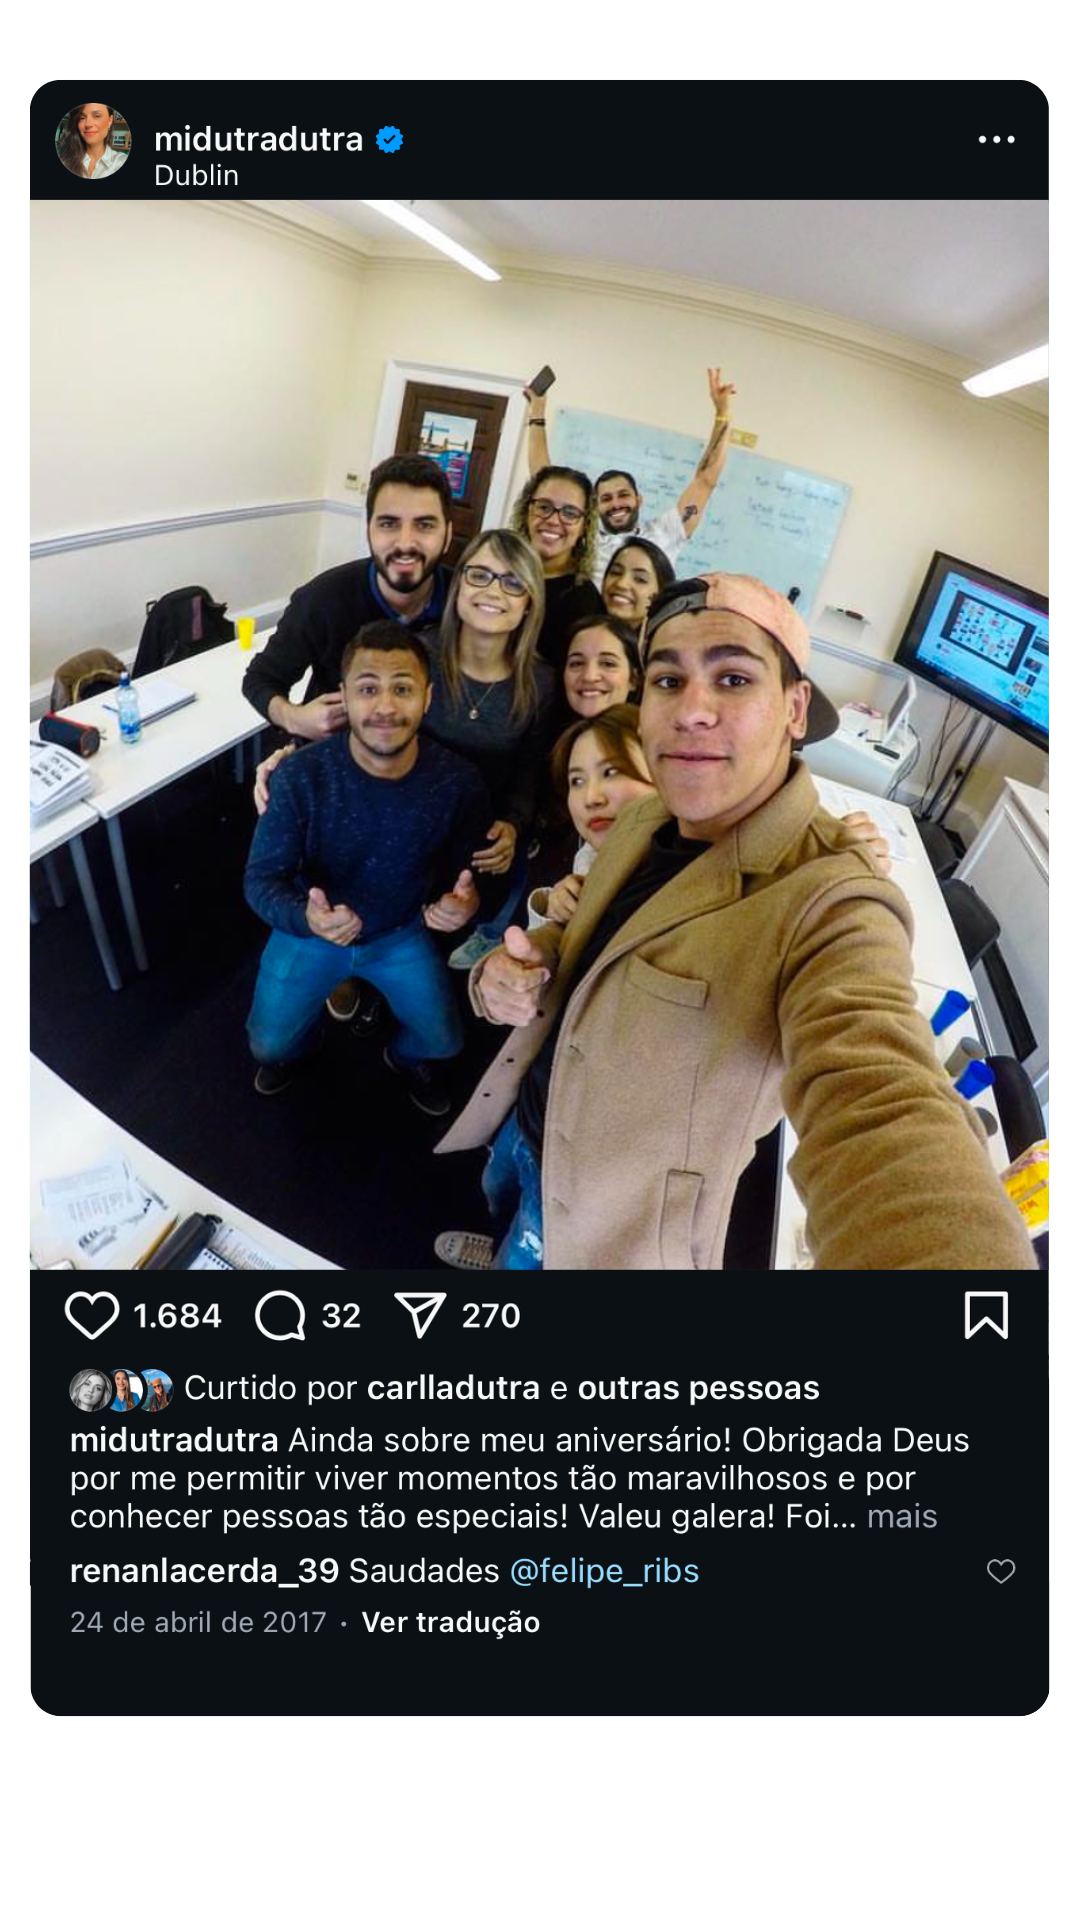 midutradutra
Dublin
1.684
32
270
Curtido por carlladutra e outras pessoas
midutradutra Ainda sobre meu aniversário! Obrigada Deus
por me permitir viver momentos tão maravilhosos e por
conhecer pessoas tão especiais! Valeu galera! Foi... mais
renanlacerda_39 Saudades @felipe_ribs
24 de abril de 2017 · Ver tradução